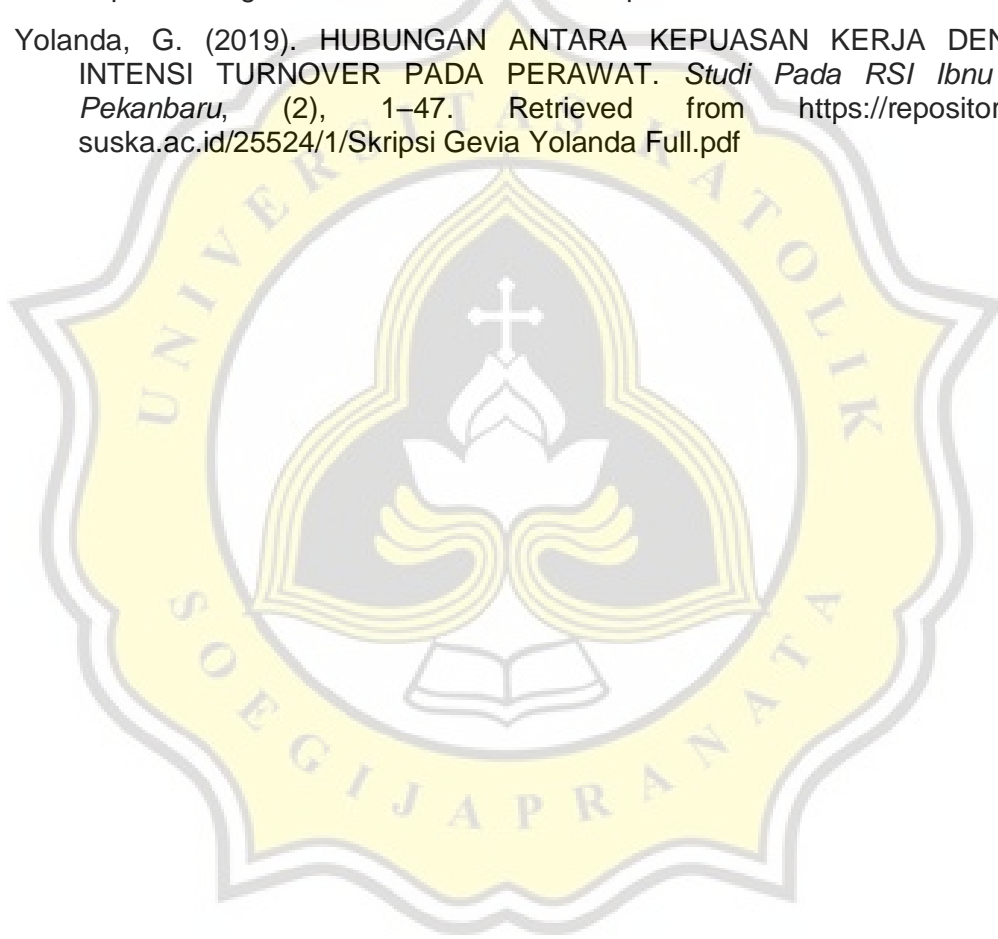 Yolanda, G. (2019). HUBUNGAN ANTARA KEPUASAN KERJA DEN
INTENSI TURNOVER PADA PERAWAT. Studi Pada RSI Ibnu
Pekanbaru, (2), 1–47. Retrieved from https://repositor
suska.ac.id/25524/1/Skripsi Gevia Yolanda Full.pdf
UNIVERSITAS KATOLIK
SOEGIJAPRANATA